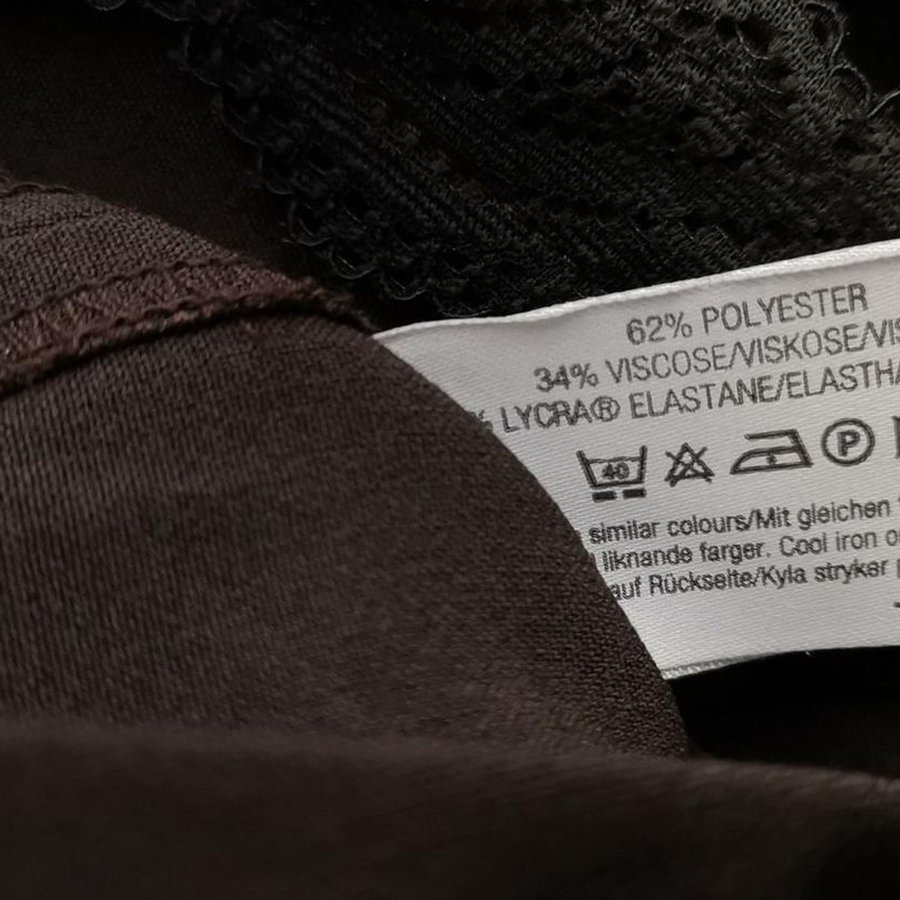 62% POLYESTER
34% VISCOSE/VISKOSE/VIS
% LYCRA® ELASTANE/ELASTHA
40 P
similar colours/Mit gleichen
liknande farger. Cool iron o
auf Rückseite/Kyla stryker